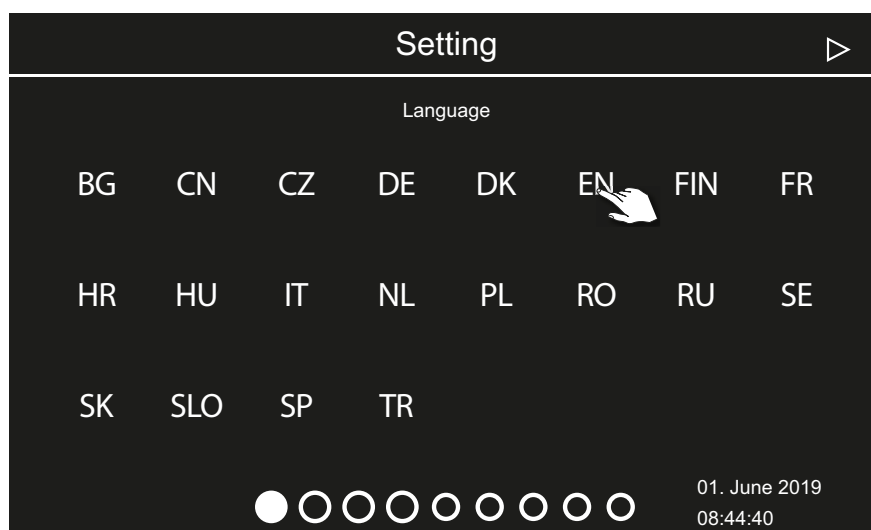 Setting
Language
BG CN CZ DE DK EN FIN FR
HR HU IT NL PL RO RU SE
SK SLO SP TR
01. June 2019
08:44:40